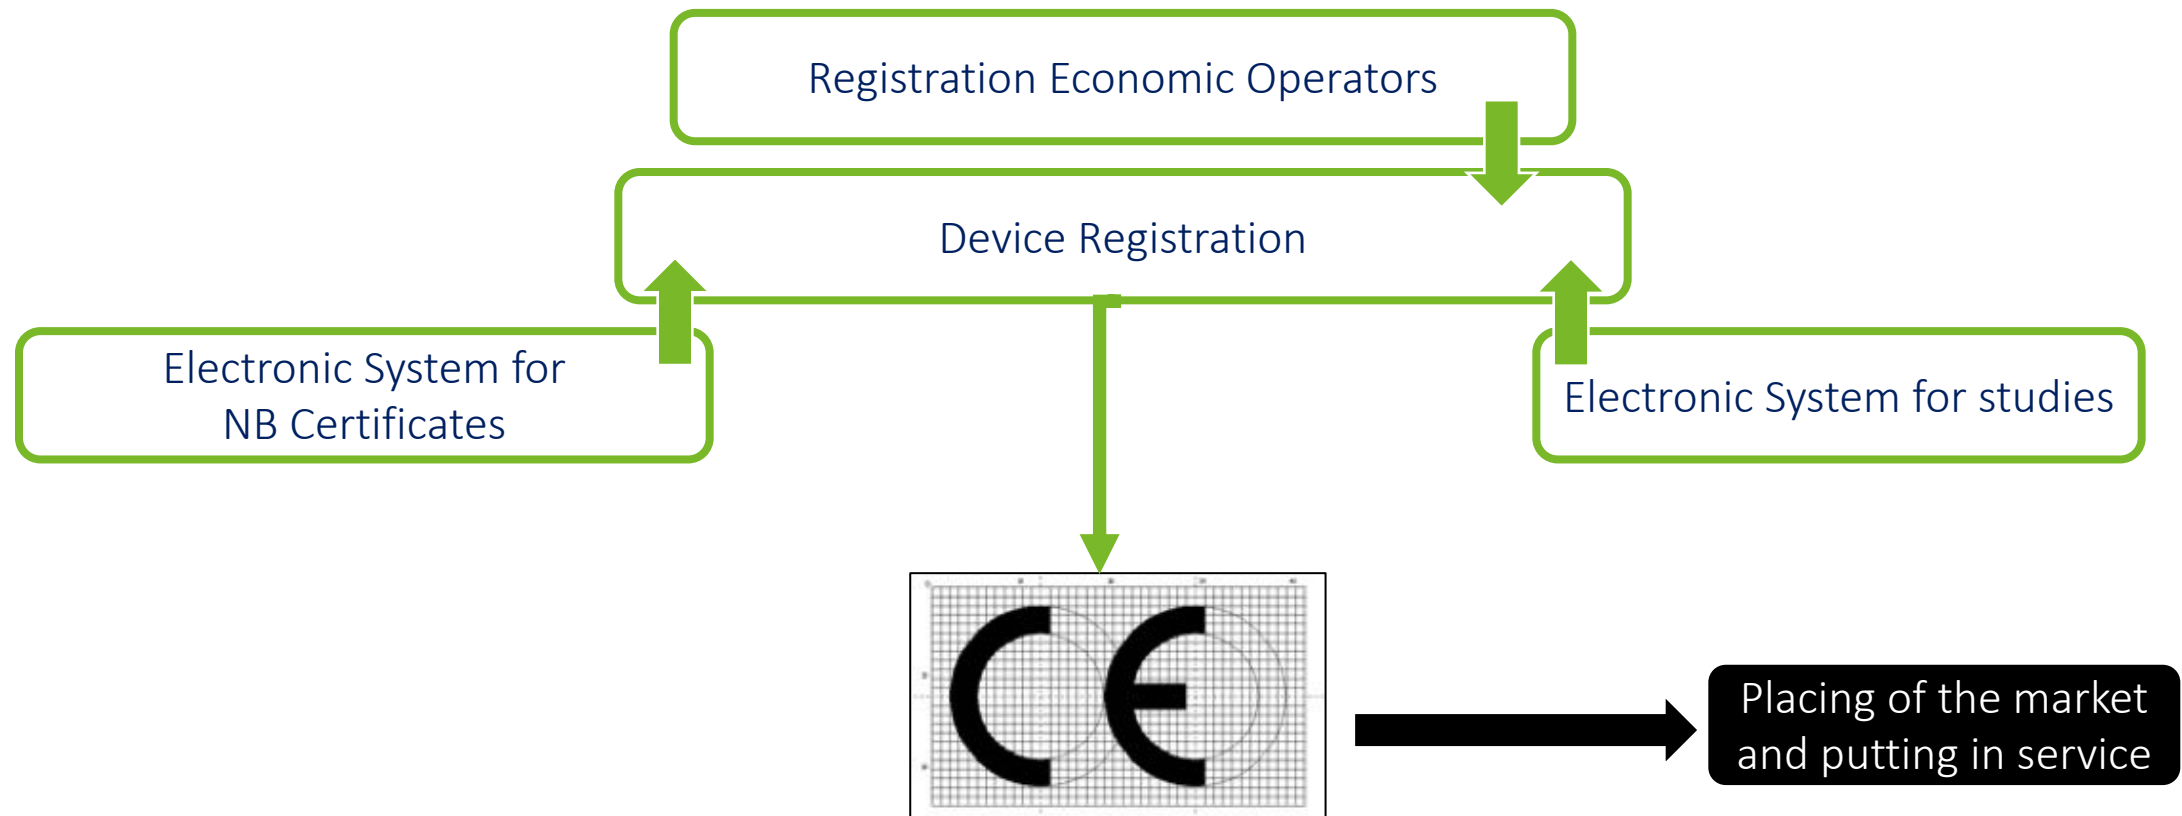 Registration Economic Operators
Device Registration
Electronic System for
NB Certificates
Electronic System for studies
CE
Placing of the market
and putting in service